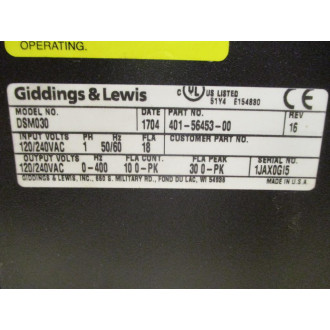 OPERATING.
Giddings & Lewis
C UL US LISTED
51Y4 E154830
CE
MODEL NO. DATE PART NO. REV
DSM030 1704 401-56453-00 16
INPUT VOLTS PH Hz FLA CUSTOMER PART NO.
120/240VAC 1 50/60 18
OUTPUT VOLTS FLA CONT. FLA PEAK SERIAL NO.
120/240VAC 0-400 10 0-PK 30 0-PK 1JAX0GI5
GIDDINGS & LEWIS, INC., 660 S. MILITARY RD., FOND DU LAC, WI 54935 MADE IN U.S.A